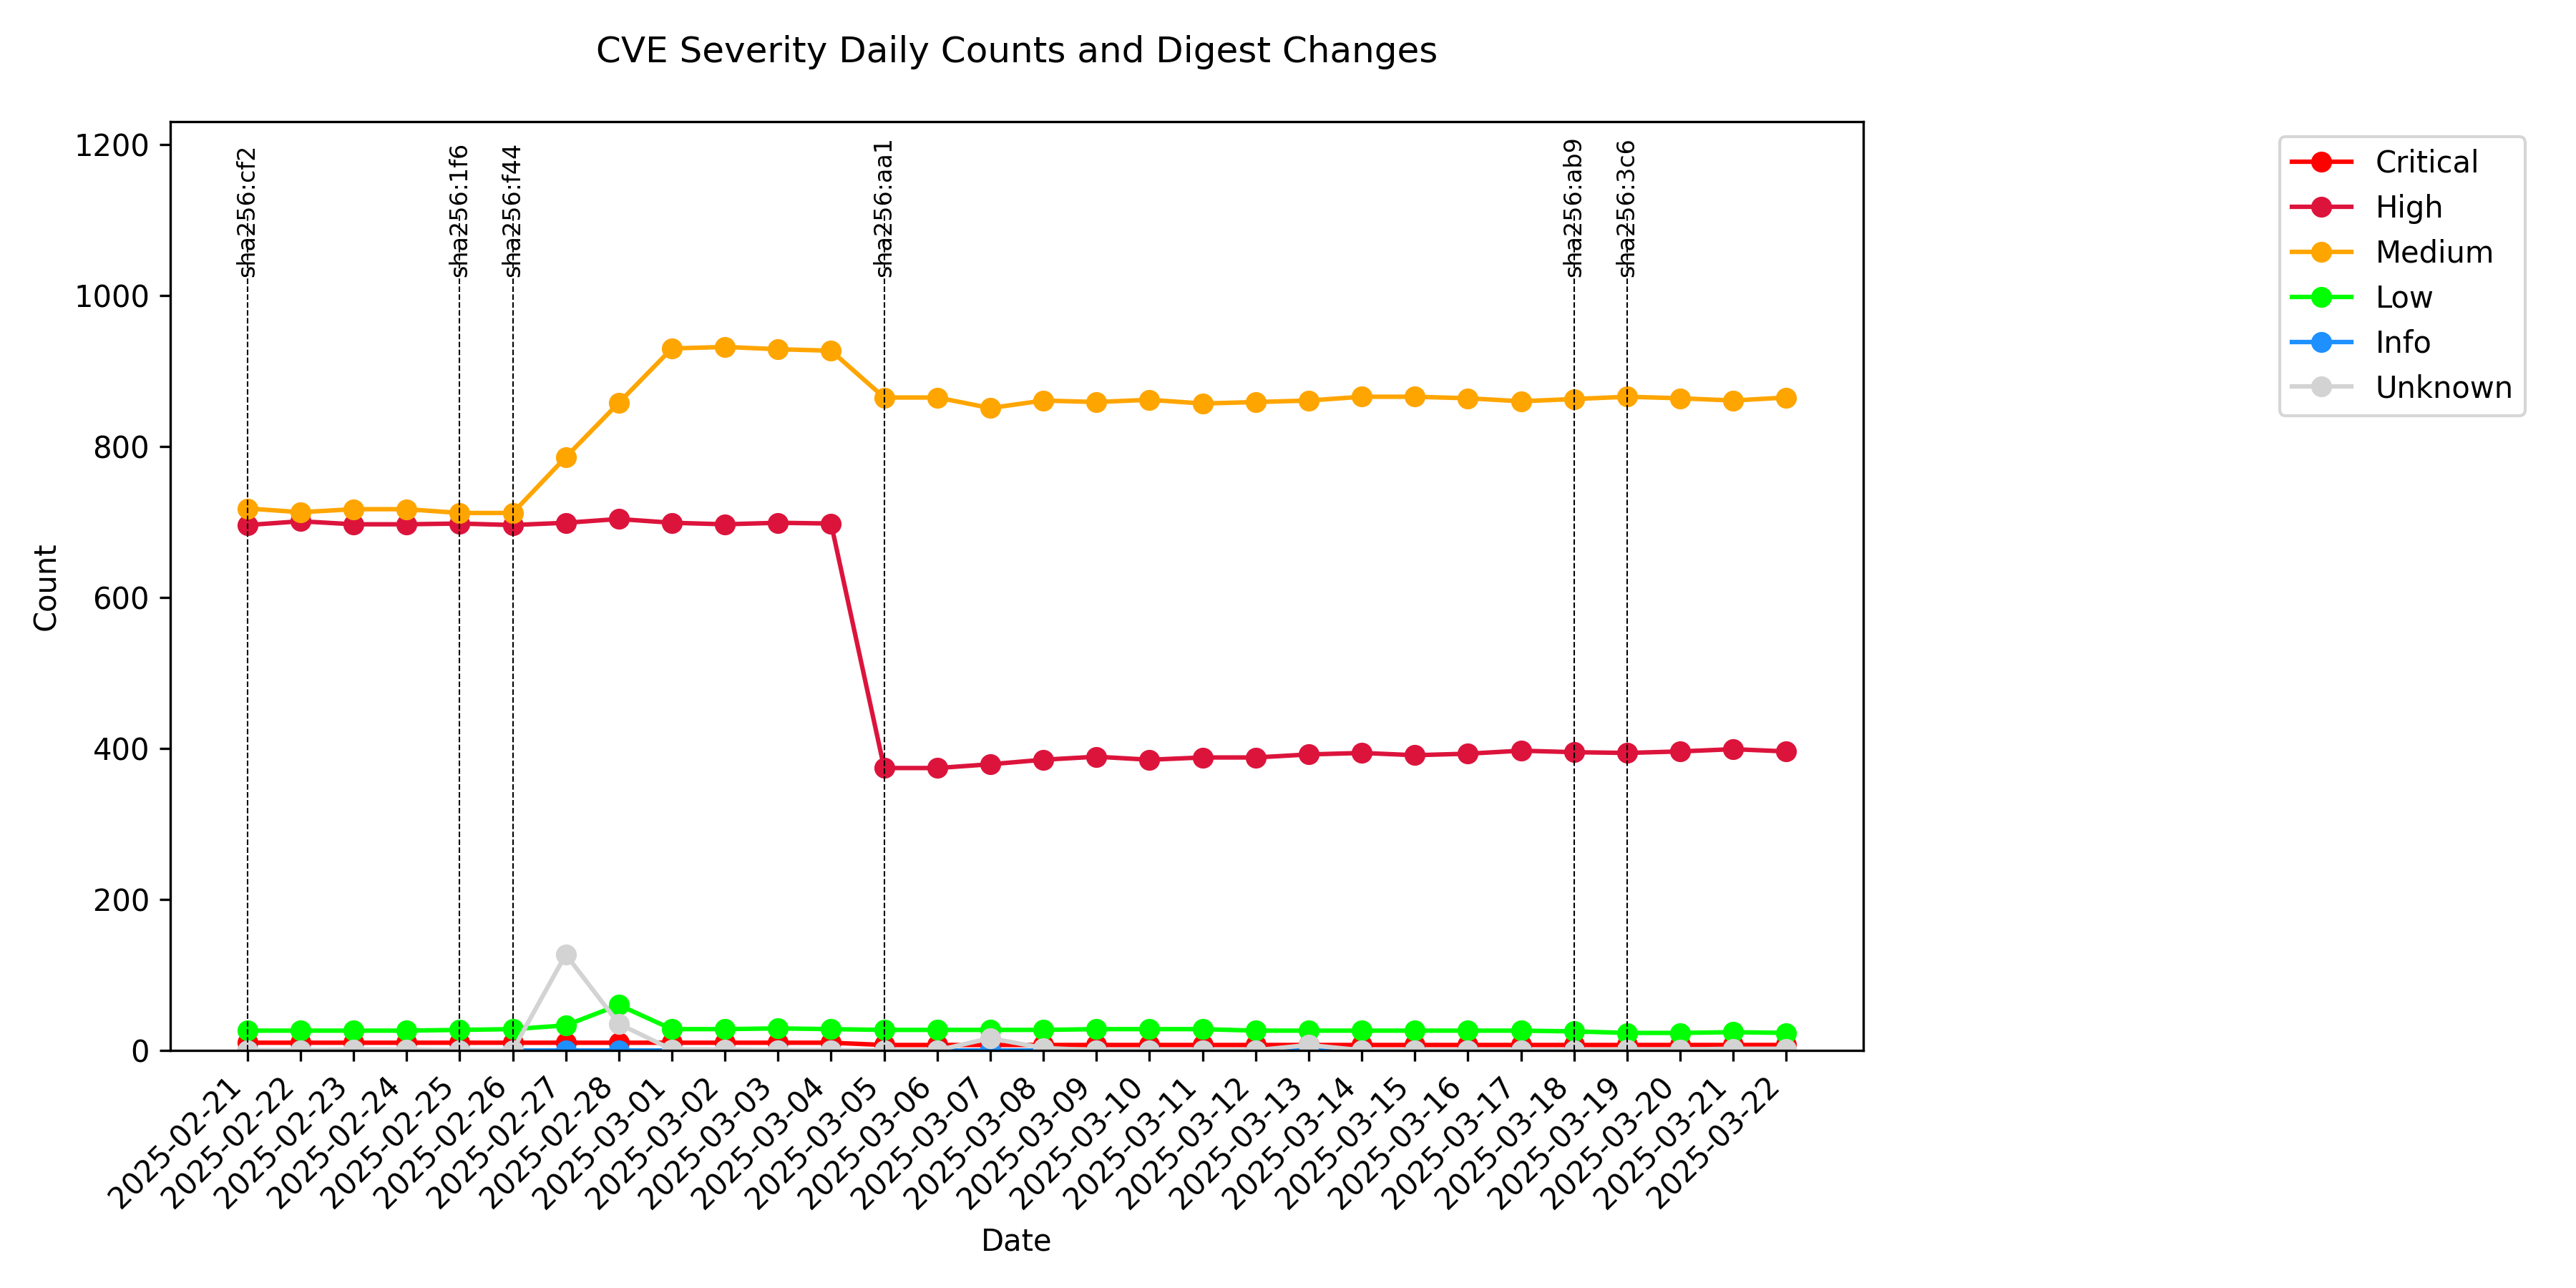 CVE Severity Daily Counts and Digest Changes
1200
1000
800
600
400
200
0
Count
sha256:cf2
sha256:1f6
sha256:f44
sha256:aa1
sha256:ab9
sha256:3c6
Critical
High
Medium
Low
Info
Unknown
2025-02-21
2025-02-22
2025-02-23
2025-02-24
2025-02-25
2025-02-26
2025-02-27
2025-02-28
2025-03-01
2025-03-02
2025-03-03
2025-03-04
2025-03-05
2025-03-06
2025-03-07
2025-03-08
2025-03-09
2025-03-10
2025-03-11
2025-03-12
2025-03-13
2025-03-14
2025-03-15
2025-03-16
2025-03-17
2025-03-18
2025-03-19
2025-03-20
2025-03-21
2025-03-22
Date